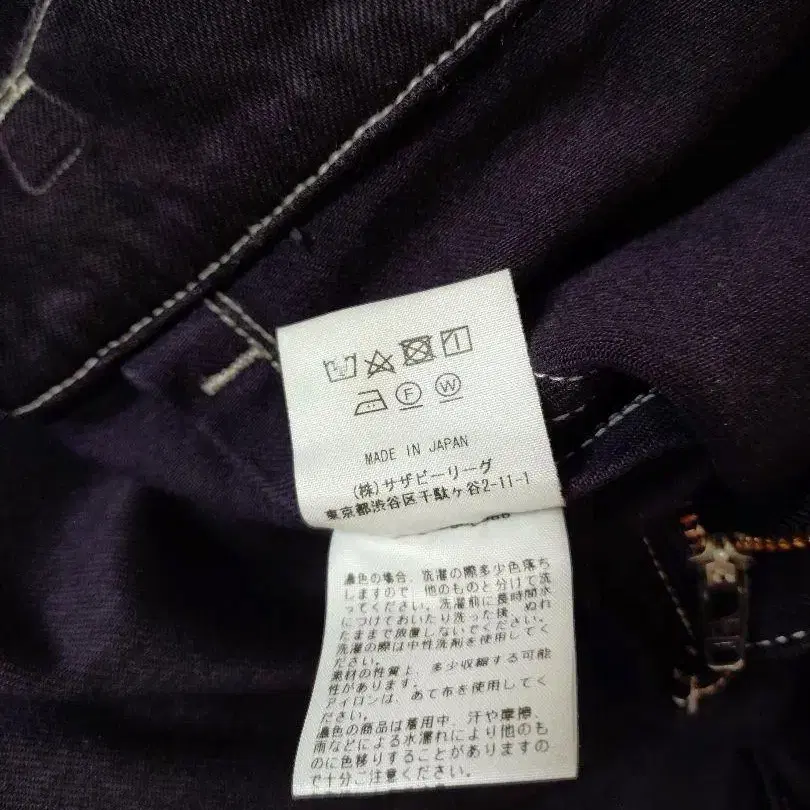 F W
MADE IN JAPAN
(株)サザビーリーグ
東京都渋谷区千駄ヶ谷2-11-1
濃色の場合、洗濯の際多少色落ち
しますので、他のものと分けて洗
ってください。洗濯前に長時間水
につけておいたり洗った後、ぬれ
たままで放置しないでください。
洗濯の際は中性洗剤を使用してく
ださい。
素材の性質上、多少収縮する可能
性があります。
アイロンは、あて布を使用してく
ださい。
濃色の商品は着用中、汗や摩擦、
雨などによる水濡れにより他のも
のに色移りすることがありますの
で十分ご注意ください。